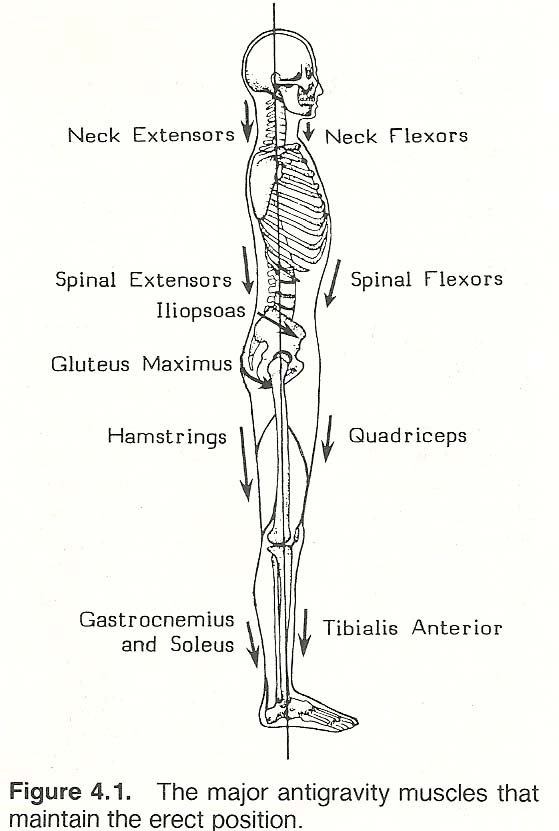 Neck Extensors
Neck Flexors
Spinal Extensors
Spinal Flexors
Iliopsoas
Gluteus Maximus
Hamstrings
Quadriceps
Gastrocnemius
and Soleus
Tibialis Anterior
Figure 4.1. The major antigravity muscles that
maintain the erect position.